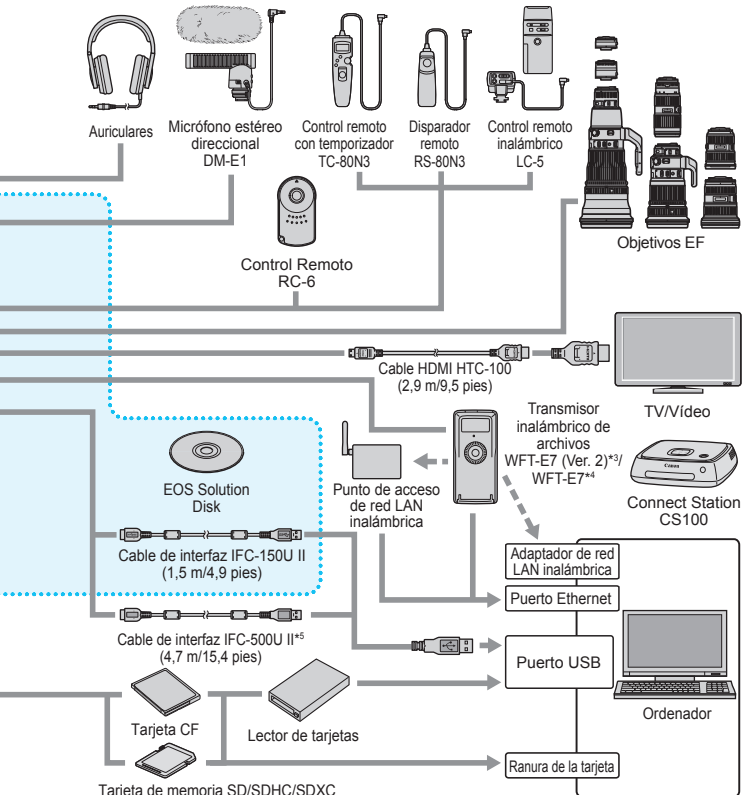 Auriculares
Micrófono estéreo
direccional
DM-E1
Control remoto
con temporizador
TC-80N3
Disparador
remoto
RS-80N3
Control remoto
inalámbrico
LC-5
Objetivos EF
Control Remoto
RC-6
Cable HDMI HTC-100
(2,9 m/9,5 pies)
TV/Vídeo
Transmisor
inalámbrico de
archivos
WFT-E7 (Ver. 2)*3/
WFT-E7*4
Canon
Connect Station
CS100
EOS Solution
Disk
Punto de acceso
de red LAN
inalámbrica
Cable de interfaz IFC-150U II
(1,5 m/4,9 pies)
Adaptador de red
LAN inalámbrica
Puerto Ethernet
Cable de interfaz IFC-500U II*5
(4,7 m/15,4 pies)
Puerto USB
Ordenador
Tarjeta CF
Lector de tarjetas
Ranura de la tarjeta
Tarjeta de memoria SD/SDHC/SDXC